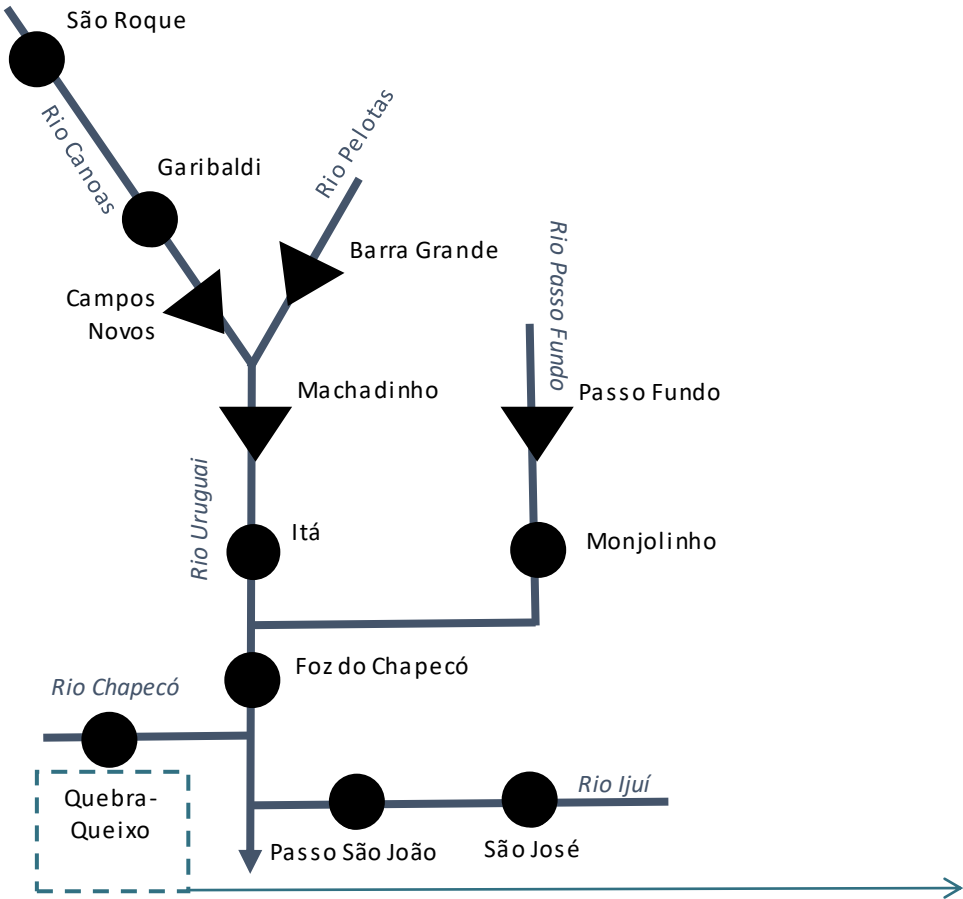 São Roque
Rio Canoas
Rio Pelotas
Garibaldi
Barra Grande
Rio Passo Fundo
Campos
Novos
Machadinho
Passo Fundo
Rio Uruguai
Itá
Monjolinho
Foz do Chapecó
Rio Chapecó
Rio Ijuí
Quebra-
Queixo
Passo São João
São José